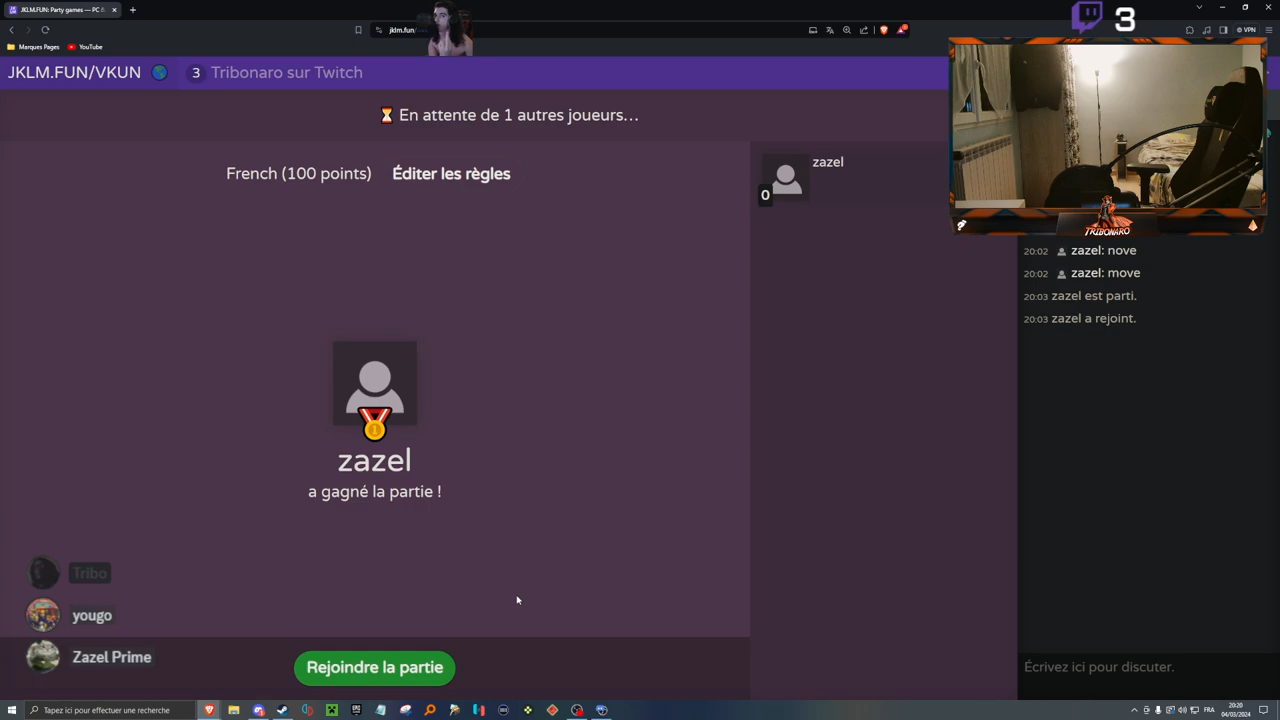 JKLM.FUN: Party games — PC &
jklm.fun/
3
VPN
Marques Pages
YouTube
JKLM.FUN/VKUN
3 Tribonaro sur Twitch
En attente de 1 autres joueurs…
French (100 points)
Éditer les règles
zazel
0
TRIBONARO
20:02 zazel: nove
20:02 zazel: move
20:03 zazel est parti.
20:03 zazel a rejoint.
zazel
a gagné la partie !
Tribo
yougo
Zazel Prime
Rejoindre la partie
Écrivez ici pour discuter.
Tapez ici pour effectuer une recherche
FRA
20:20
04/03/2024